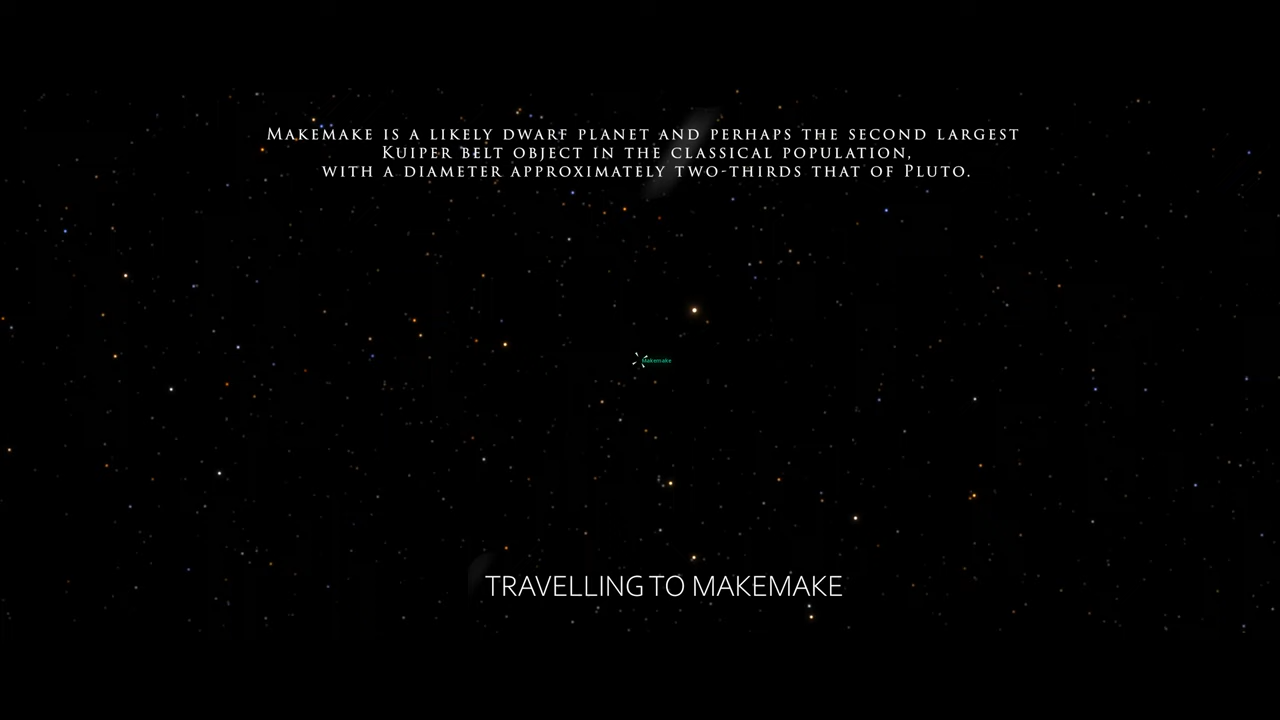 Makemake is a likely dwarf planet and perhaps the second largest
Kuiper belt object in the classical population,
with a diameter approximately two-thirds that of Pluto.
Makemake
TRAVELLING TO MAKEMAKE